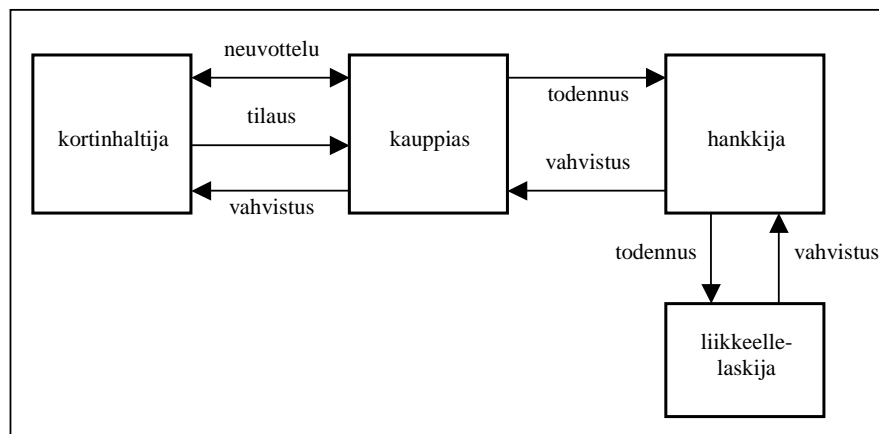 neuvottelu
todennus
tilaus
kortinhaltija
kauppias
hankkija
vahvistus
vahvistus
todennus
vahvistus
liikkeelle-
laskija